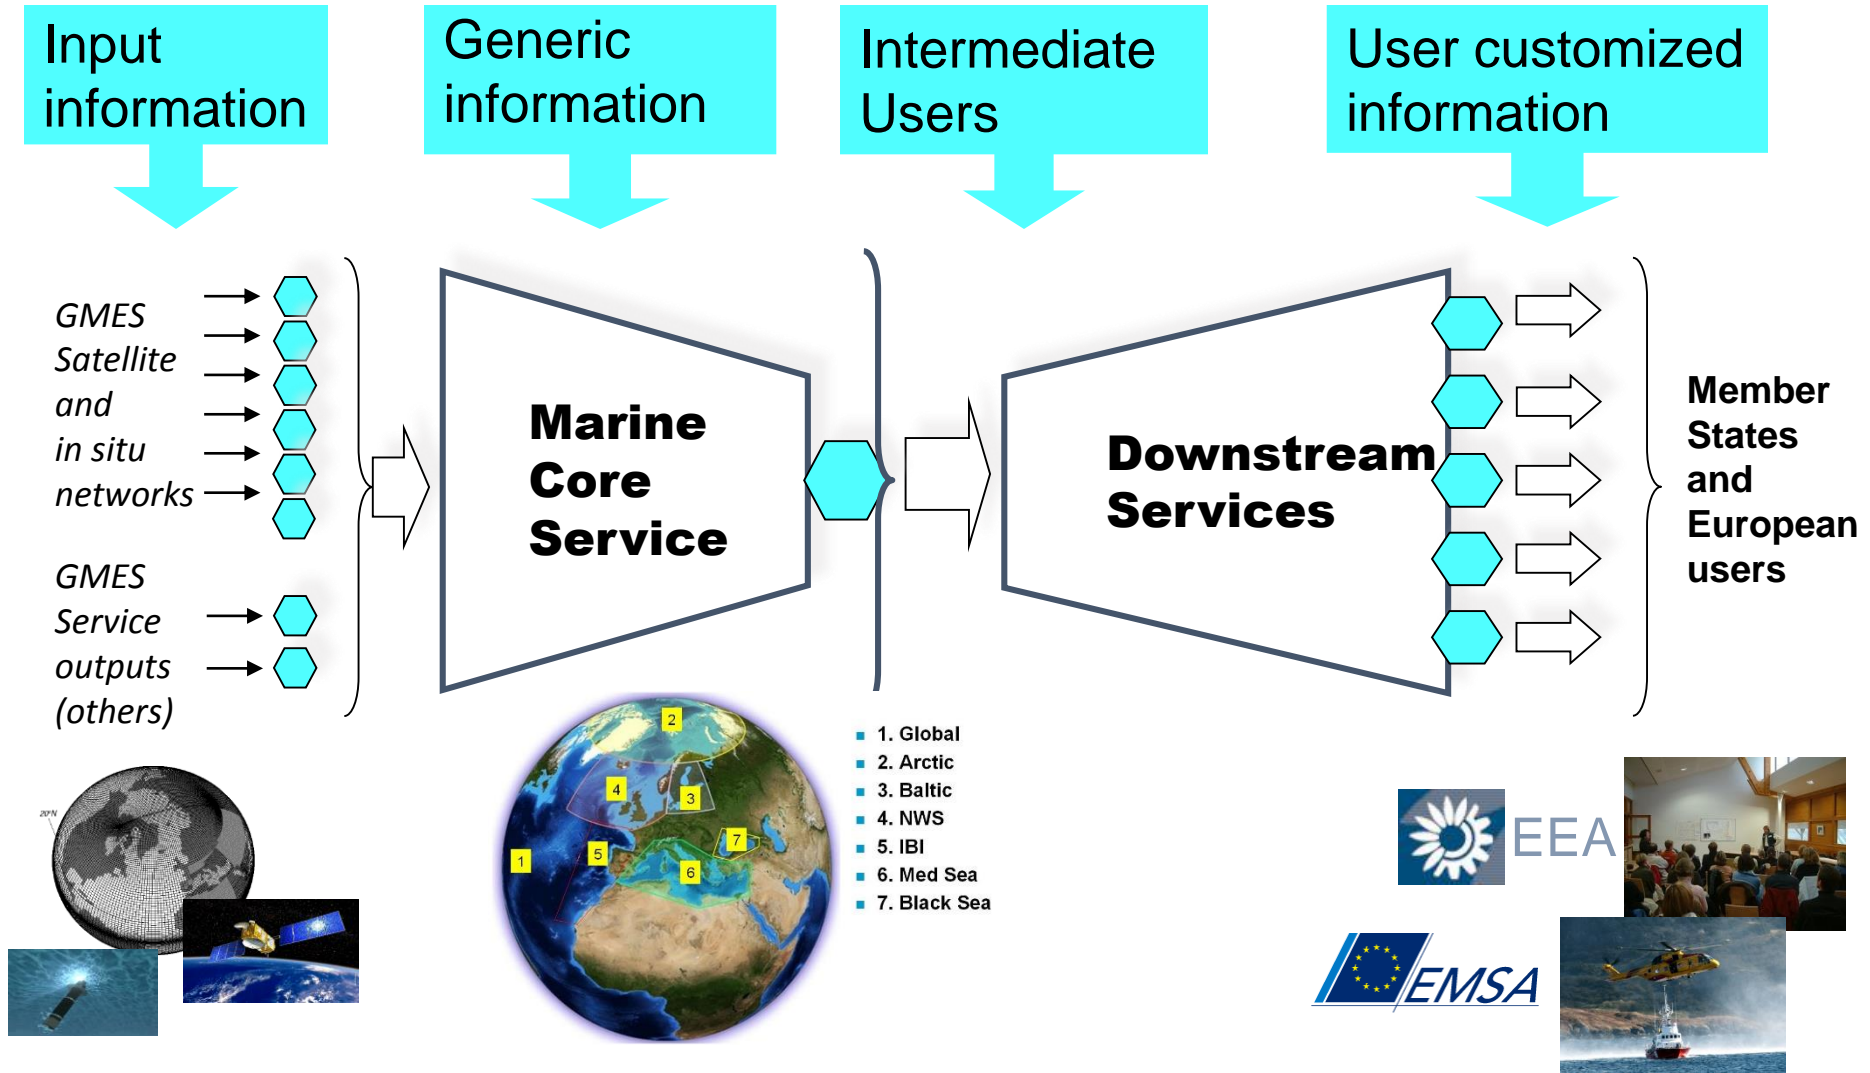 Input
information
Generic
information
Intermediate
Users
User customized
information
GMES
Satellite
and
in situ
networks
GMES
Service
outputs
(others)
Marine
Core
Service
Downstream
Services
Member
States
and
European
users
20°N
2
4
3
7
1
5
6
1. Global
2. Arctic
3. Baltic
4. NWS
5. IBI
6. Med Sea
7. Black Sea
EEA
EMSA